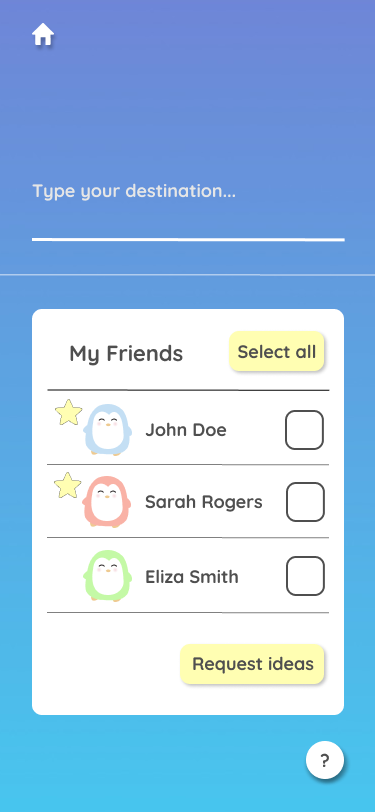 Type your destination...
My Friends
Select all
John Doe
Sarah Rogers
Eliza Smith
Request ideas
?